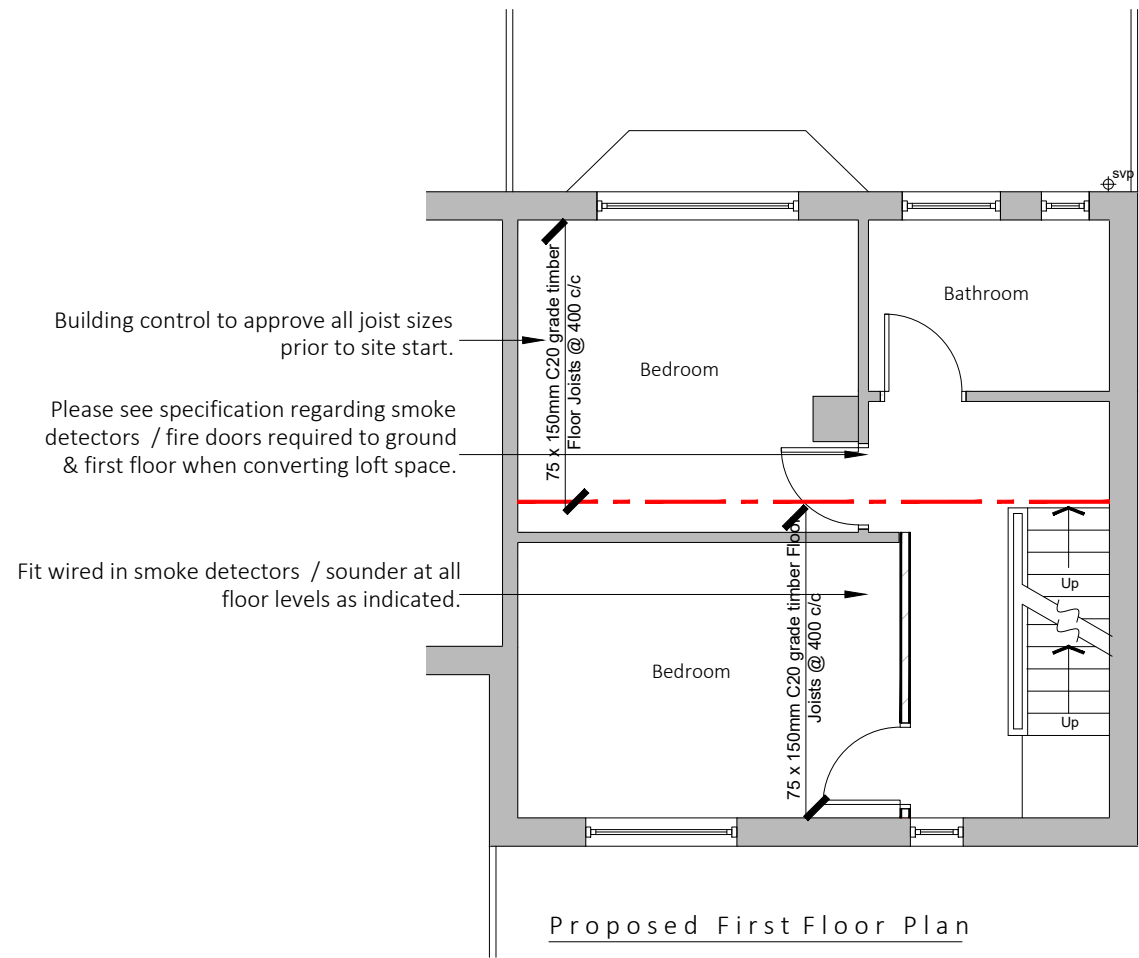 svp
Bathroom
Building control to approve all joist sizes
prior to site start.
75 x 150mm C20 grade timber
Floor Joists @ 400 c/c
Bedroom
Please see specification regarding smoke
detectors / fire doors required to ground
& first floor when converting loft space.
Fit wired in smoke detectors / sounder at all
floor levels as indicated.
75 x 150mm C20 grade timber Floor
Joists @ 400 c/c
Up
Bedroom
Up
Proposed First Floor Plan